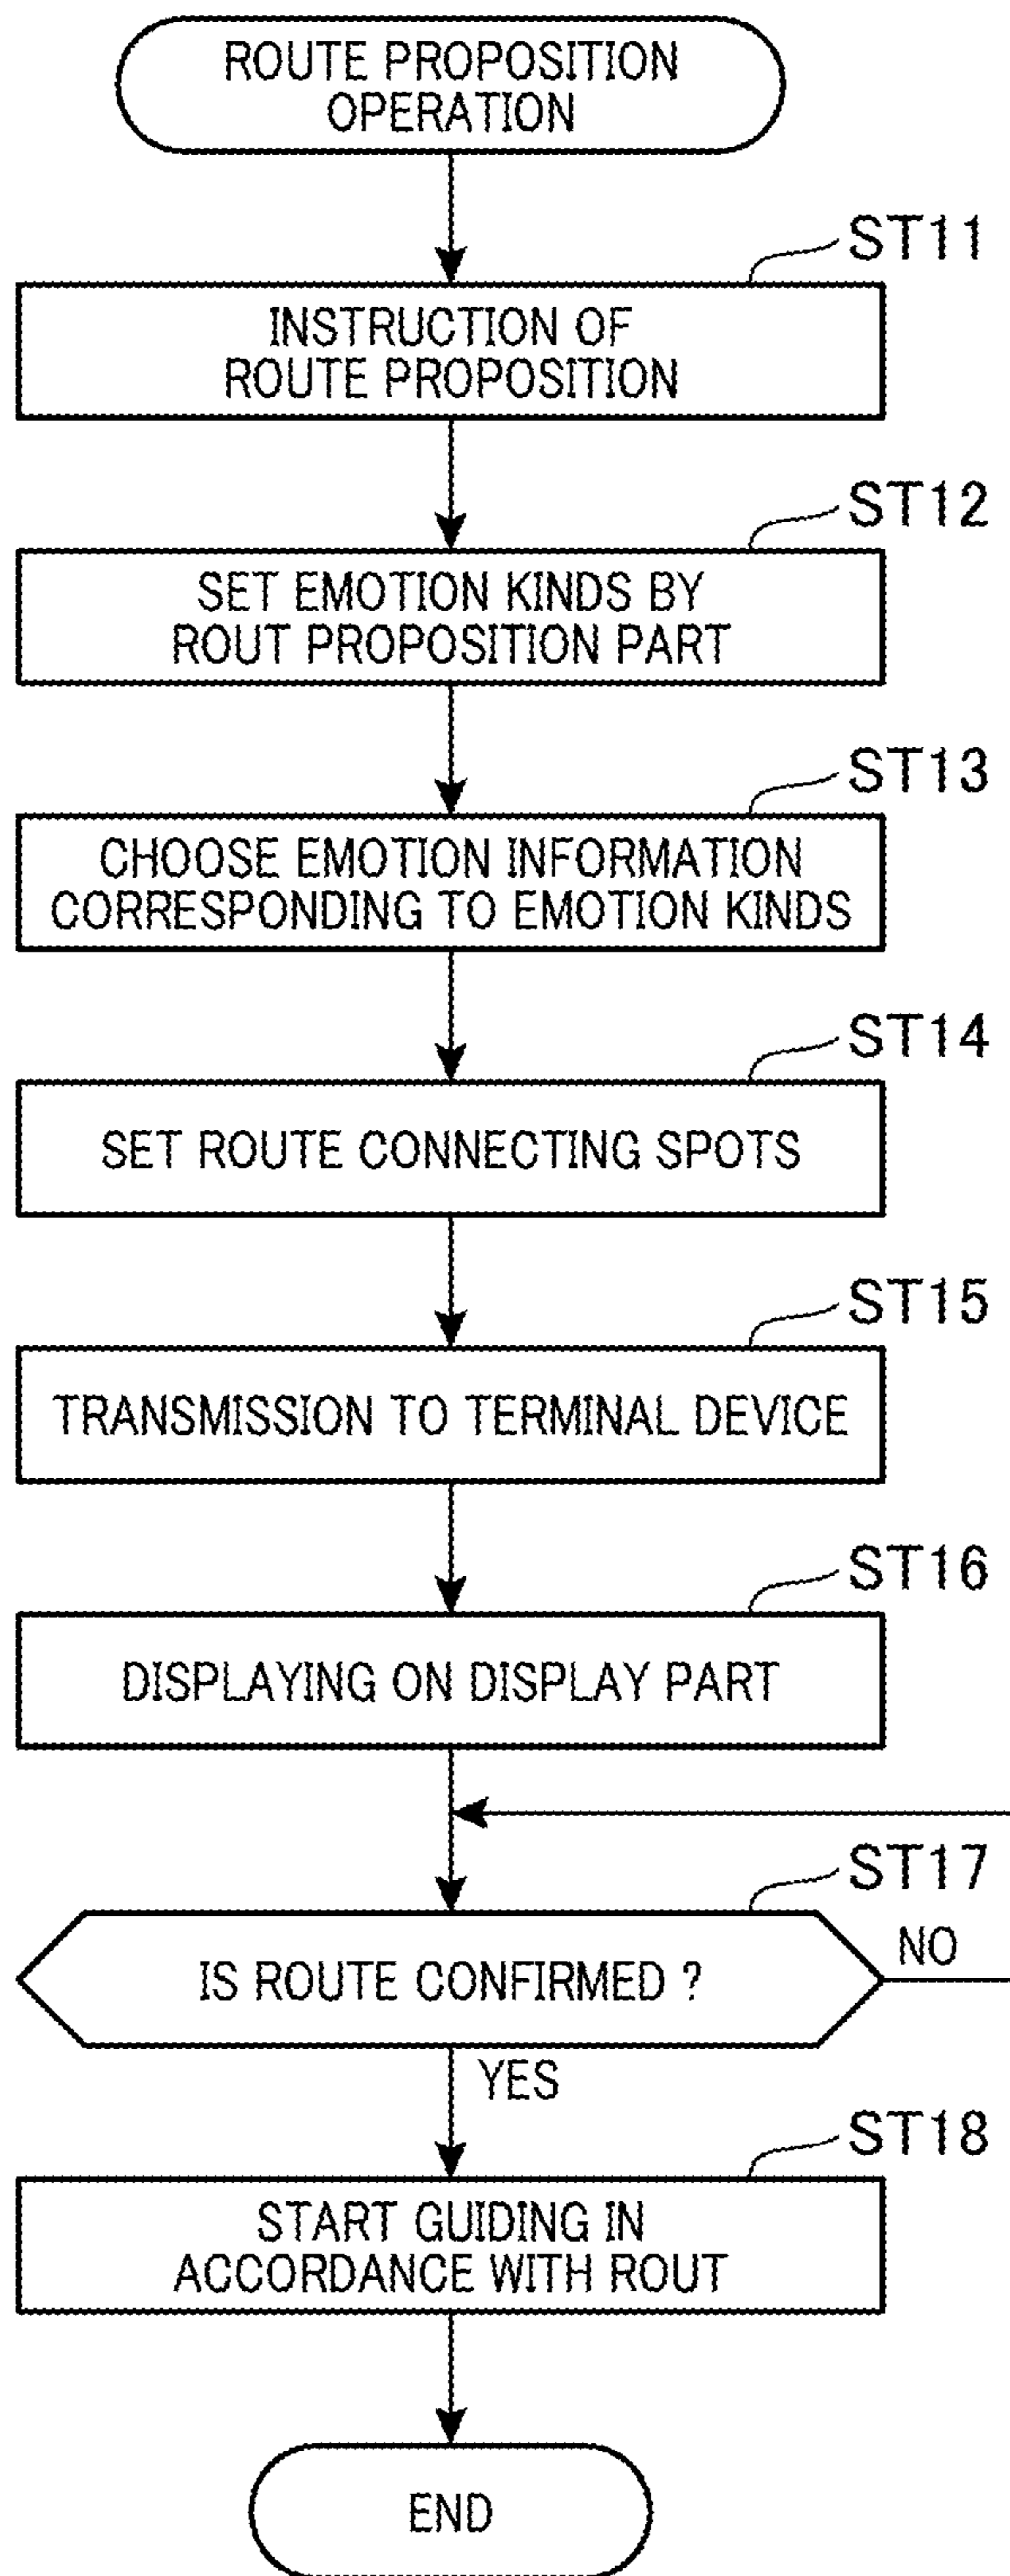 ROUTE PROPOSITION
OPERATION
ST11
INSTRUCTION OF
ROUTE PROPOSITION
ST12
SET EMOTION KINDS BY
ROUT PROPOSITION PART
ST13
CHOOSE EMOTION INFORMATION
CORRESPONDING TO EMOTION KINDS
ST14
SET ROUTE CONNECTING SPOTS
ST15
TRANSMISSION TO TERMINAL DEVICE
ST16
DISPLAYING ON DISPLAY PART
ST17
IS ROUTE CONFIRMED ?
NO
YES
ST18
START GUIDING IN
ACCORDANCE WITH ROUT
END